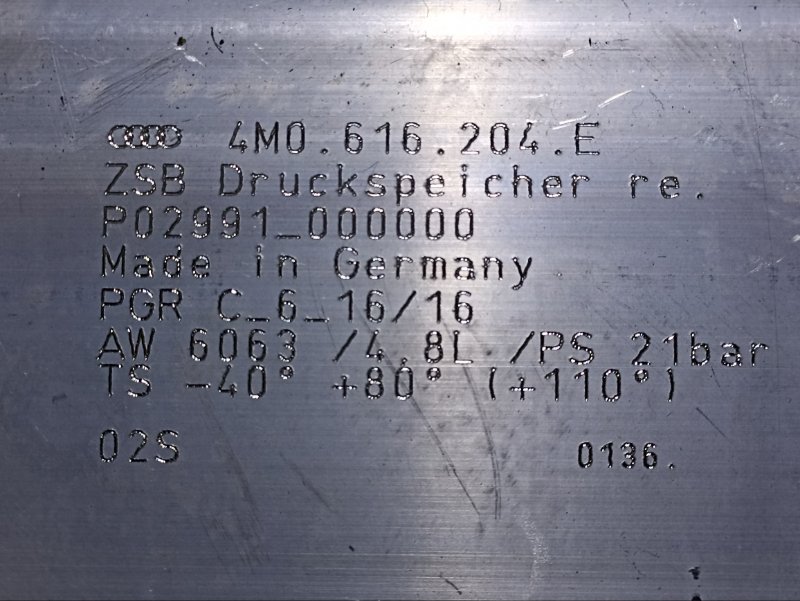 4M0.616.204.E
ZSB Druckspeicher re.
P02991_000000
Made in Germany
PGR C_6_16/16
AW 6063 /4.8L /PS 21bar
TS -40° +80° (+110°)
02S 0136.